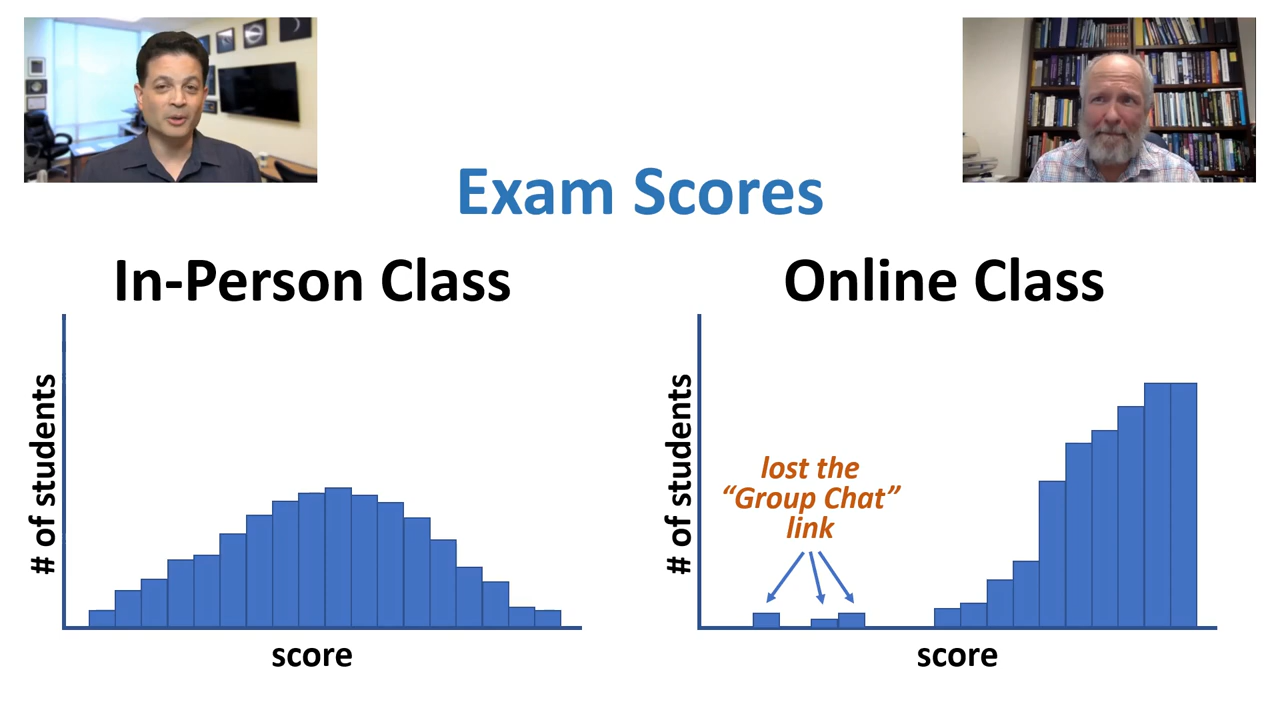 Exam Scores
In-Person Class
Online Class
# of students
score
# of students
lost the
“Group Chat”
link
score